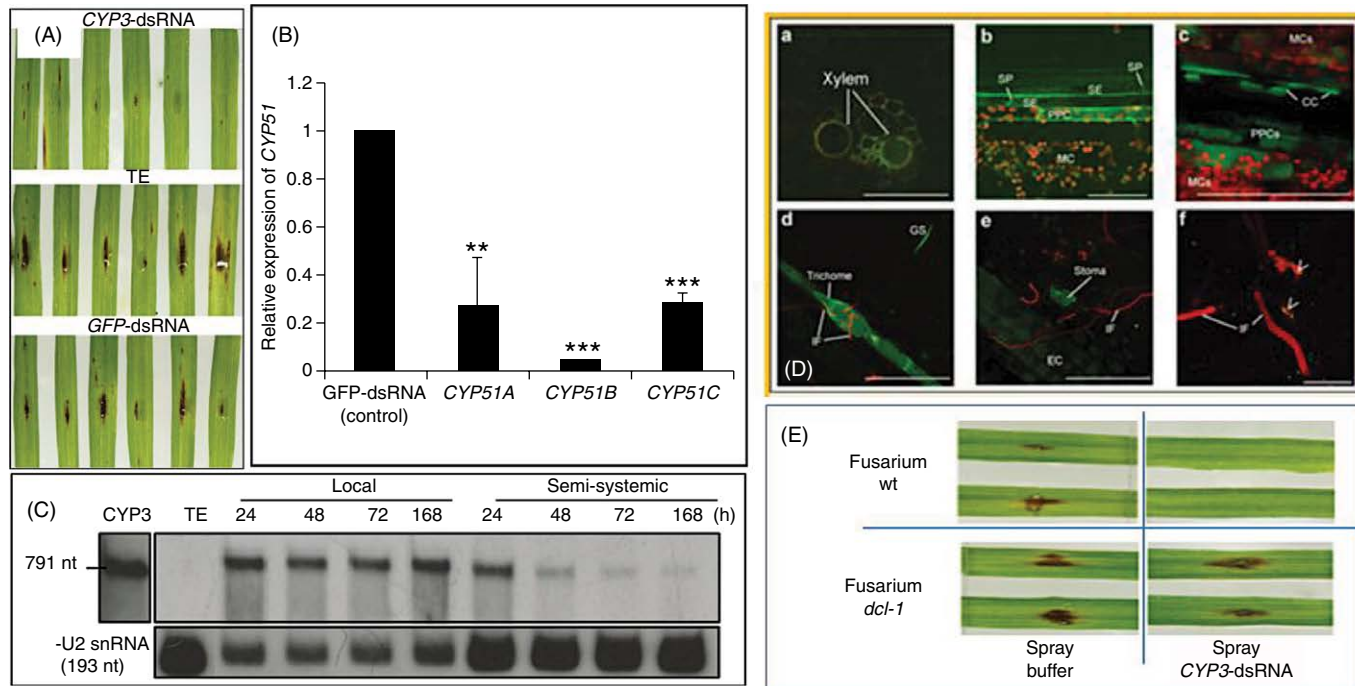 (A)
CYP3-dsRNA
TE
GFP-dsRNA
(B)
Relative expression of CYP51
1.2
1
0.8
0.6
0.4
0.2
0
**
***
***
GFP-dsRNA
(control)
CYP51A
CYP51B
CYP51C
(C)
Local
Semi-systemic
CYP3
TE
24
48
72
168
24
48
72
168
(h)
791 nt
-U2 snRNA
(193 nt)
(D)
a
Xylem
b
SP
SP
SE
SE
PPC
MC
c
MCs
CC
PPCs
MCs
d
GS
Trichome
IF
e
Stoma
IF
EC
f
IF
(E)
Fusarium
wt
Fusarium
dcl-1
Spray
buffer
Spray
CYP3-dsRNA